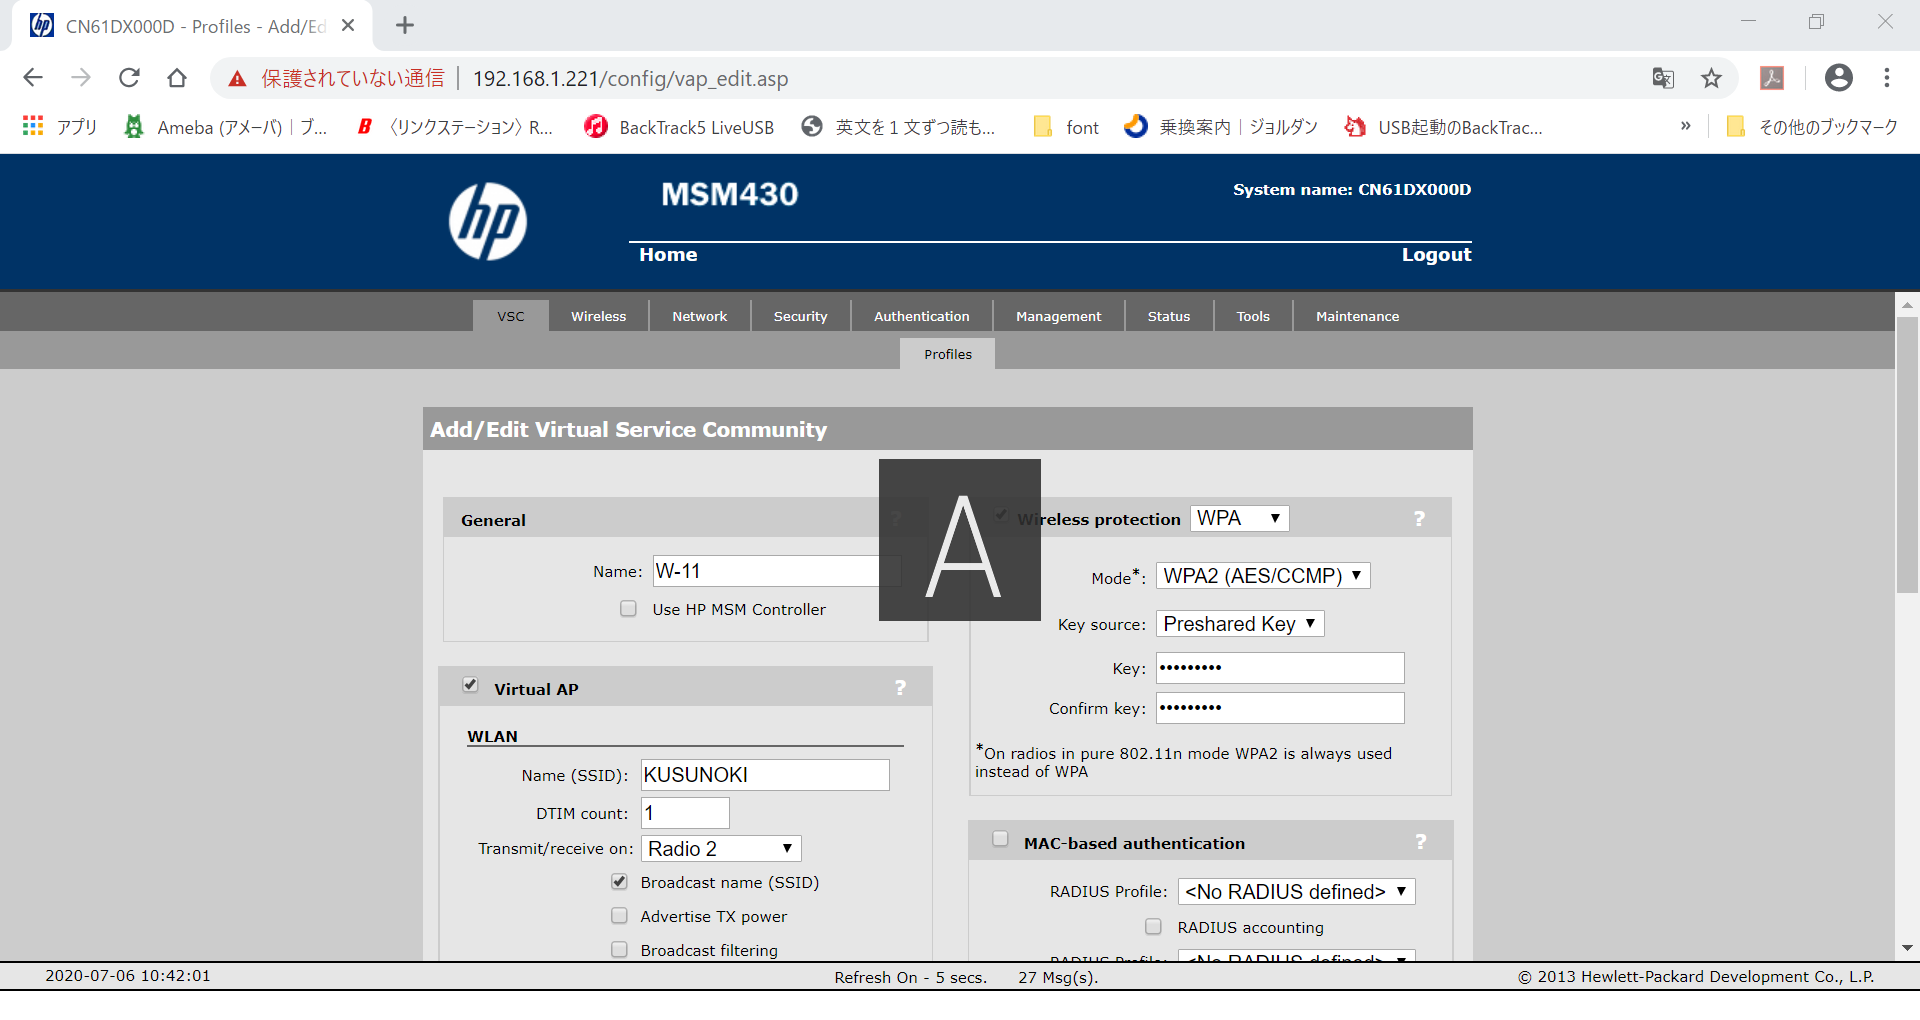 CN61DX000D - Profiles - Add/Ed
保護されていない通信 192.168.1.221/config/vap_edit.asp
アプリ Ameba (アメーバ)｜ブ... 〈リンクステーション〉R... BackTrack5 LiveUSB 英文を１文ずつ読も... font 乗換案内｜ジョルダン USB起動のBackTrac... » その他のブックマーク
hp
MSM430
System name: CN61DX000D
Home Logout
VSC Wireless Network Security Authentication Management Status Tools Maintenance
Profiles
Add/Edit Virtual Service Community
General ?
Name: W-11
Use HP MSM Controller
Virtual AP ?
WLAN
Name (SSID): KUSUNOKI
DTIM count: 1
Transmit/receive on: Radio 2
Broadcast name (SSID)
Advertise TX power
Broadcast filtering
A
Wireless protection WPA ?
Mode*: WPA2 (AES/CCMP)
Key source: Preshared Key
Key: •••••••••
Confirm key: •••••••••
*On radios in pure 802.11n mode WPA2 is always used
instead of WPA
MAC-based authentication ?
RADIUS Profile: <No RADIUS defined>
RADIUS accounting
RADIUS Profile: <No RADIUS defined>
2020-07-06 10:42:01 Refresh On - 5 secs. 27 Msg(s). © 2013 Hewlett-Packard Development Co., L.P.